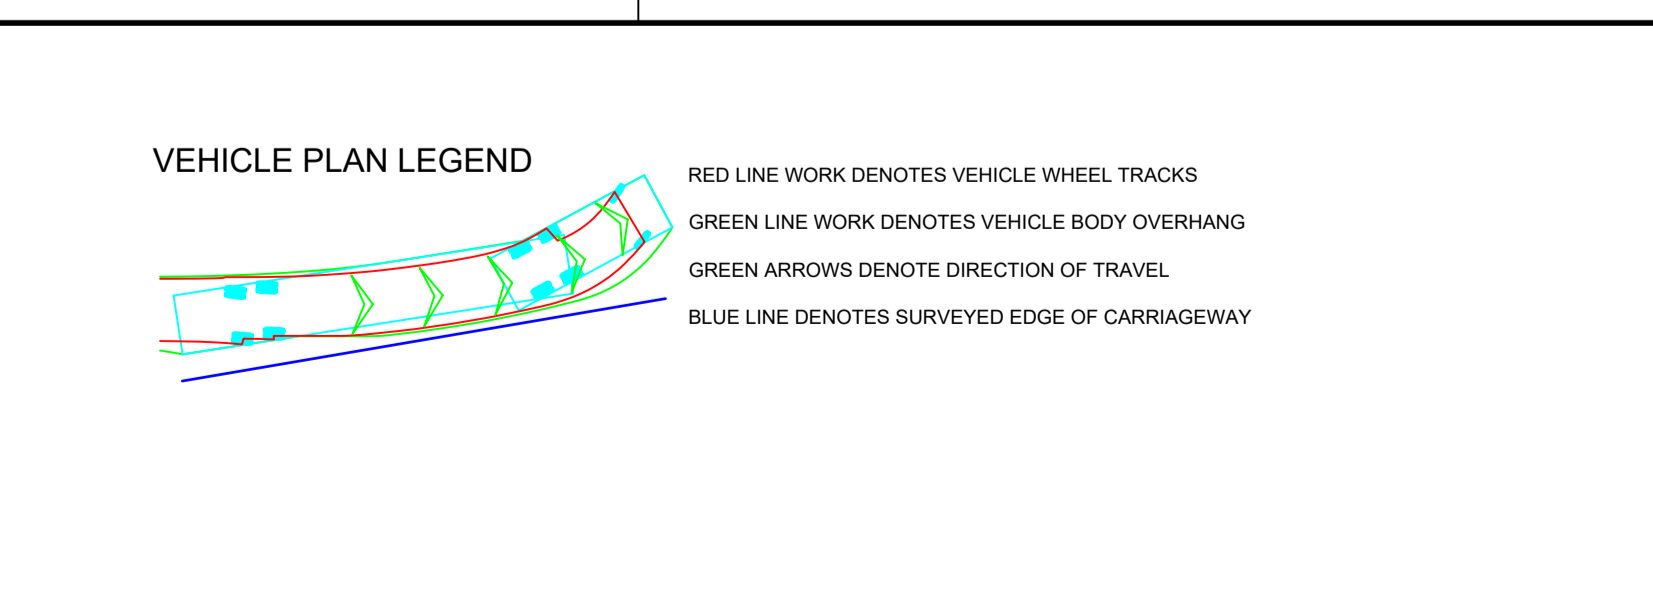 VEHICLE PLAN LEGEND
RED LINE WORK DENOTES VEHICLE WHEEL TRACKS
GREEN LINE WORK DENOTES VEHICLE BODY OVERHANG
GREEN ARROWS DENOTE DIRECTION OF TRAVEL
BLUE LINE DENOTES SURVEYED EDGE OF CARRIAGEWAY